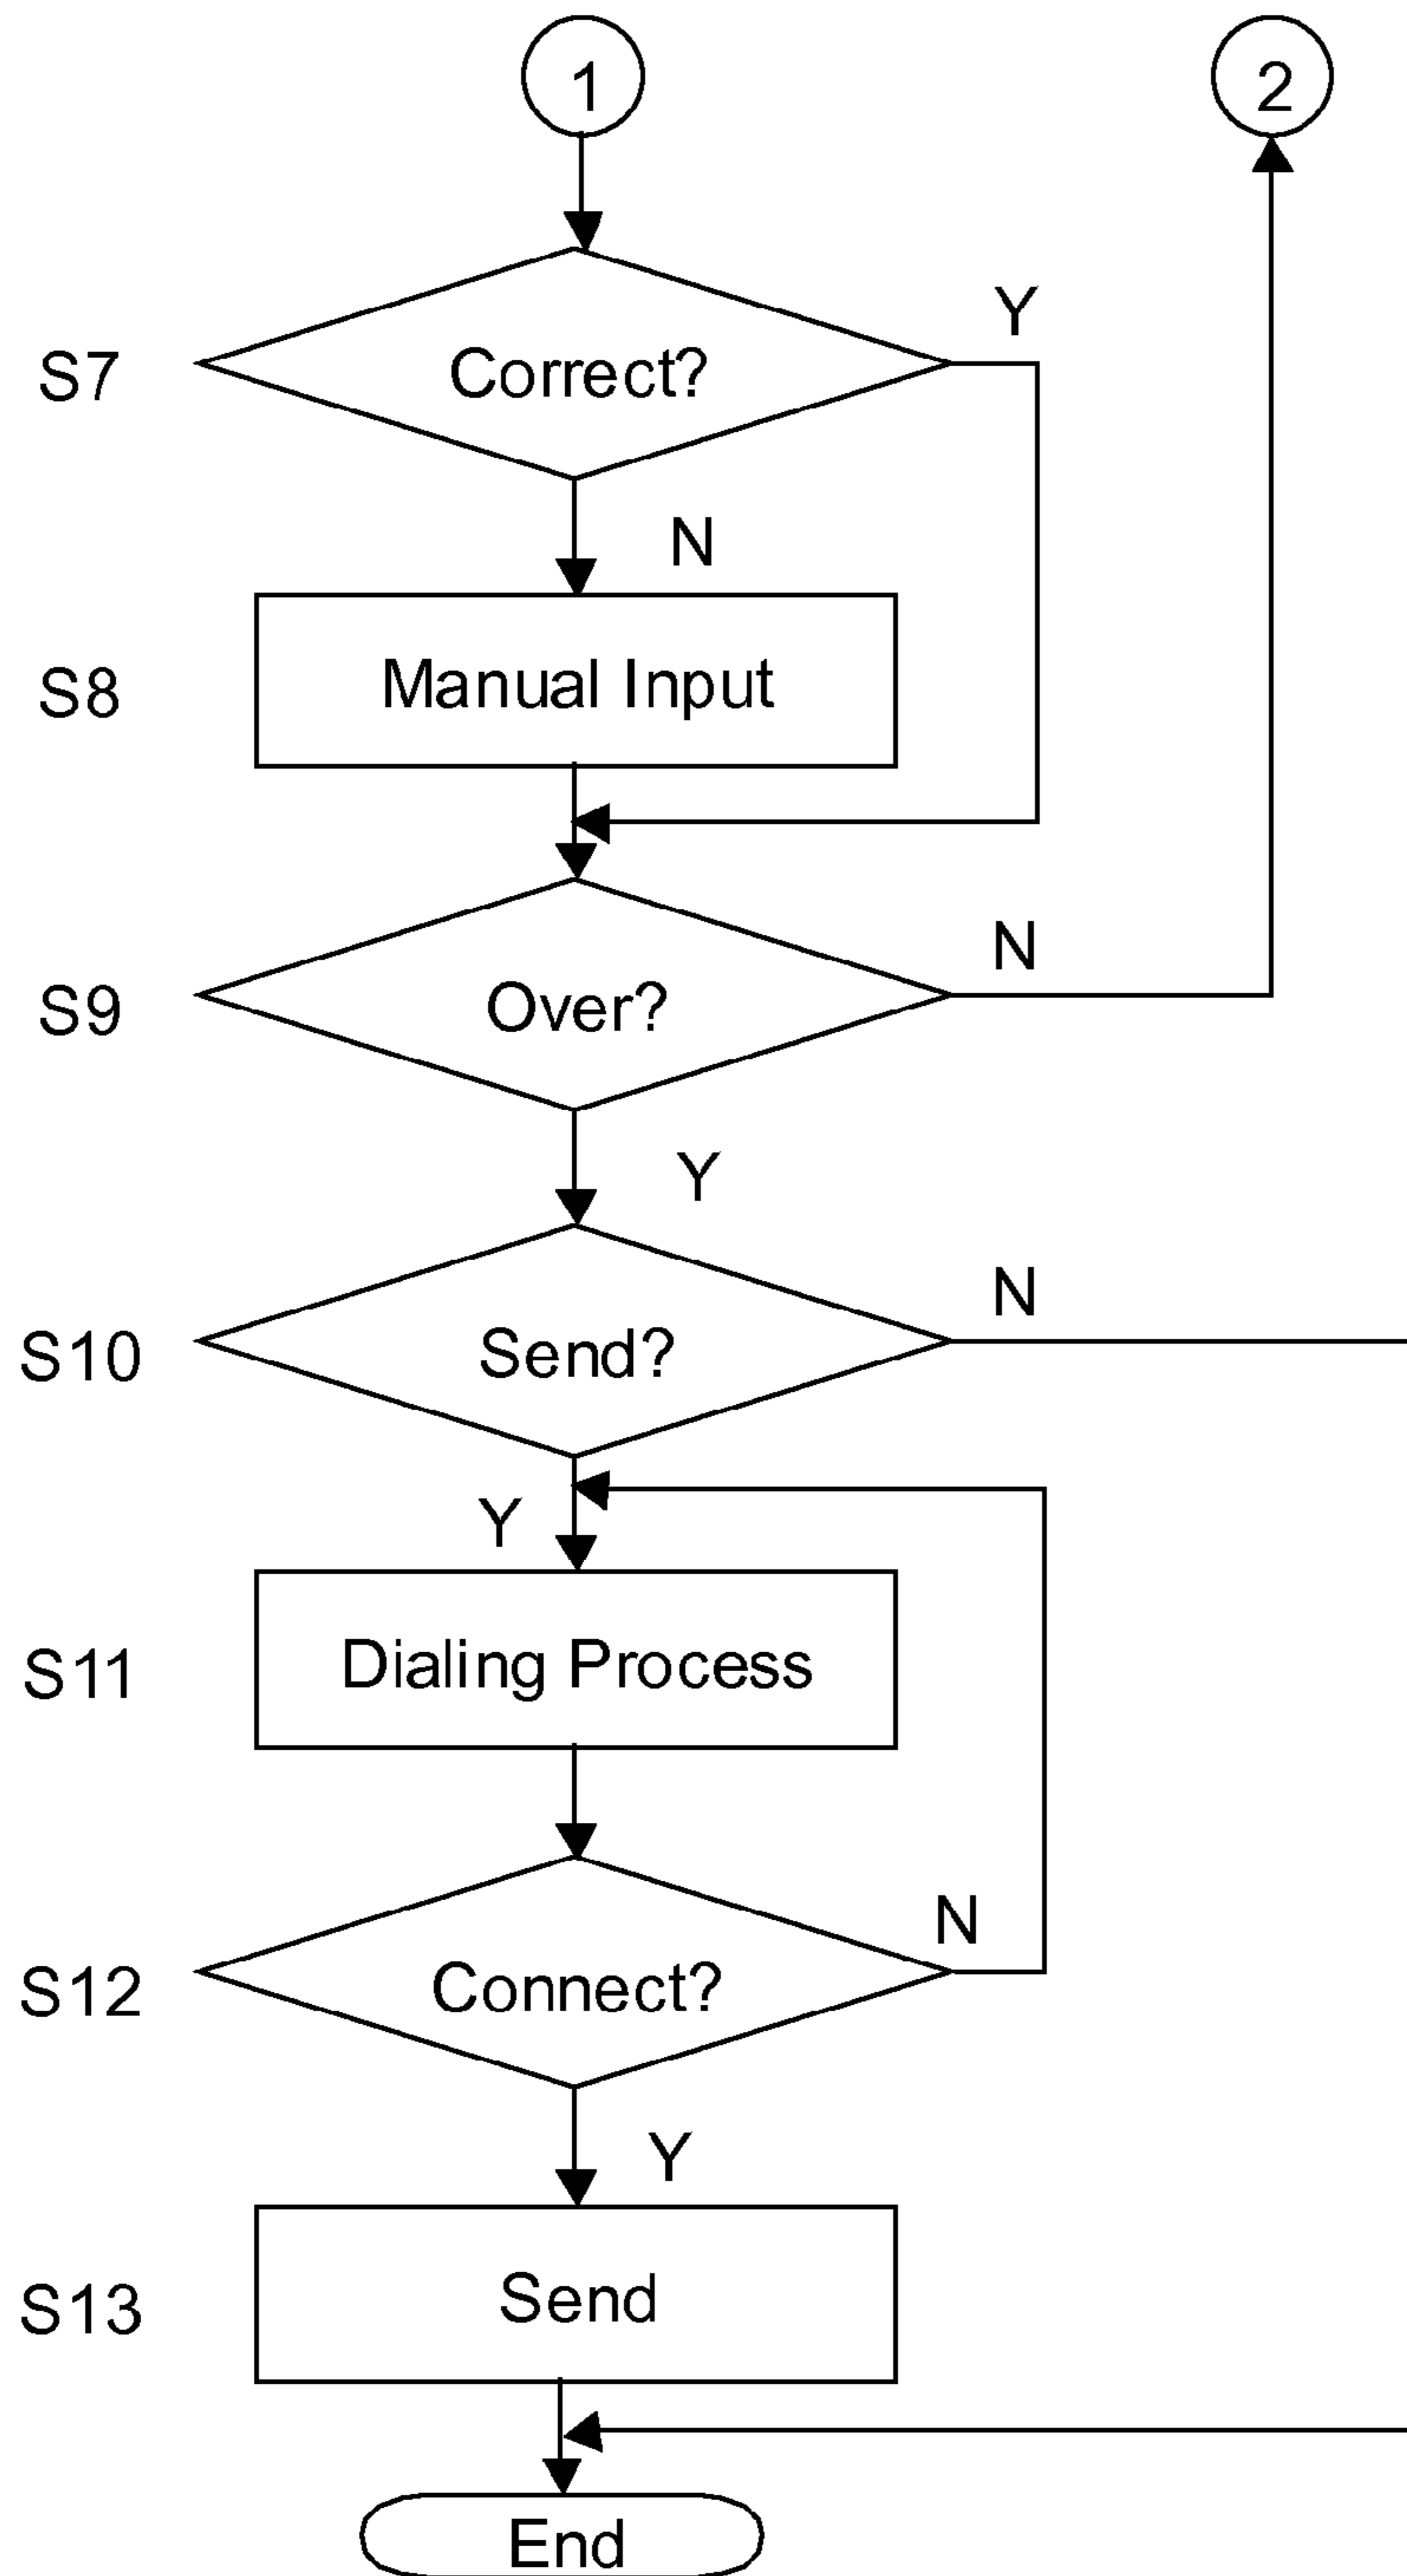 1
2
Y
S7
Correct?
N
S8
Manual Input
N
S9
Over?
Y
N
S10
Send?
Y
S11
Dialing Process
N
S12
Connect?
Y
S13
Send
End